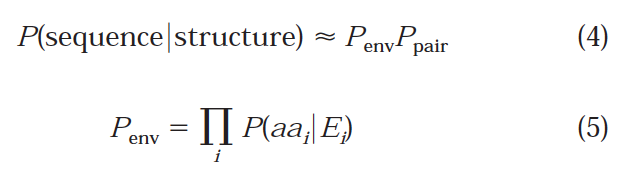 P(sequence|structure) ≈ P_env P_pair (4)
P_env = ∏_i P(aa_i|E_i) (5)